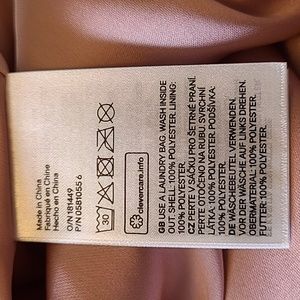 Made in China
Fabriqué en Chine
Hecho en China
O/N 181449
P/N 0581055 6
30
clevercare.info
GB USE A LAUNDRY BAG. WASH INSIDE
OUT. SHELL: 100% POLYESTER. LINING:
100% POLYESTER.
CZ PERTE V SÁČKU PRO ŠETRNÉ PRANÍ.
PERTE OTOČENÉ NA RUBU. SVRCHNÍ
LÁTKA: 100% POLYESTER. PODŠÍVKA:
100% POLYESTER.
DE WÄSCHEBEUTEL VERWENDEN.
VOR DER WÄSCHE AUF LINKS DREHEN.
OBERMATERIAL: 100% POLYESTER.
FUTTER: 100% POLYESTER.